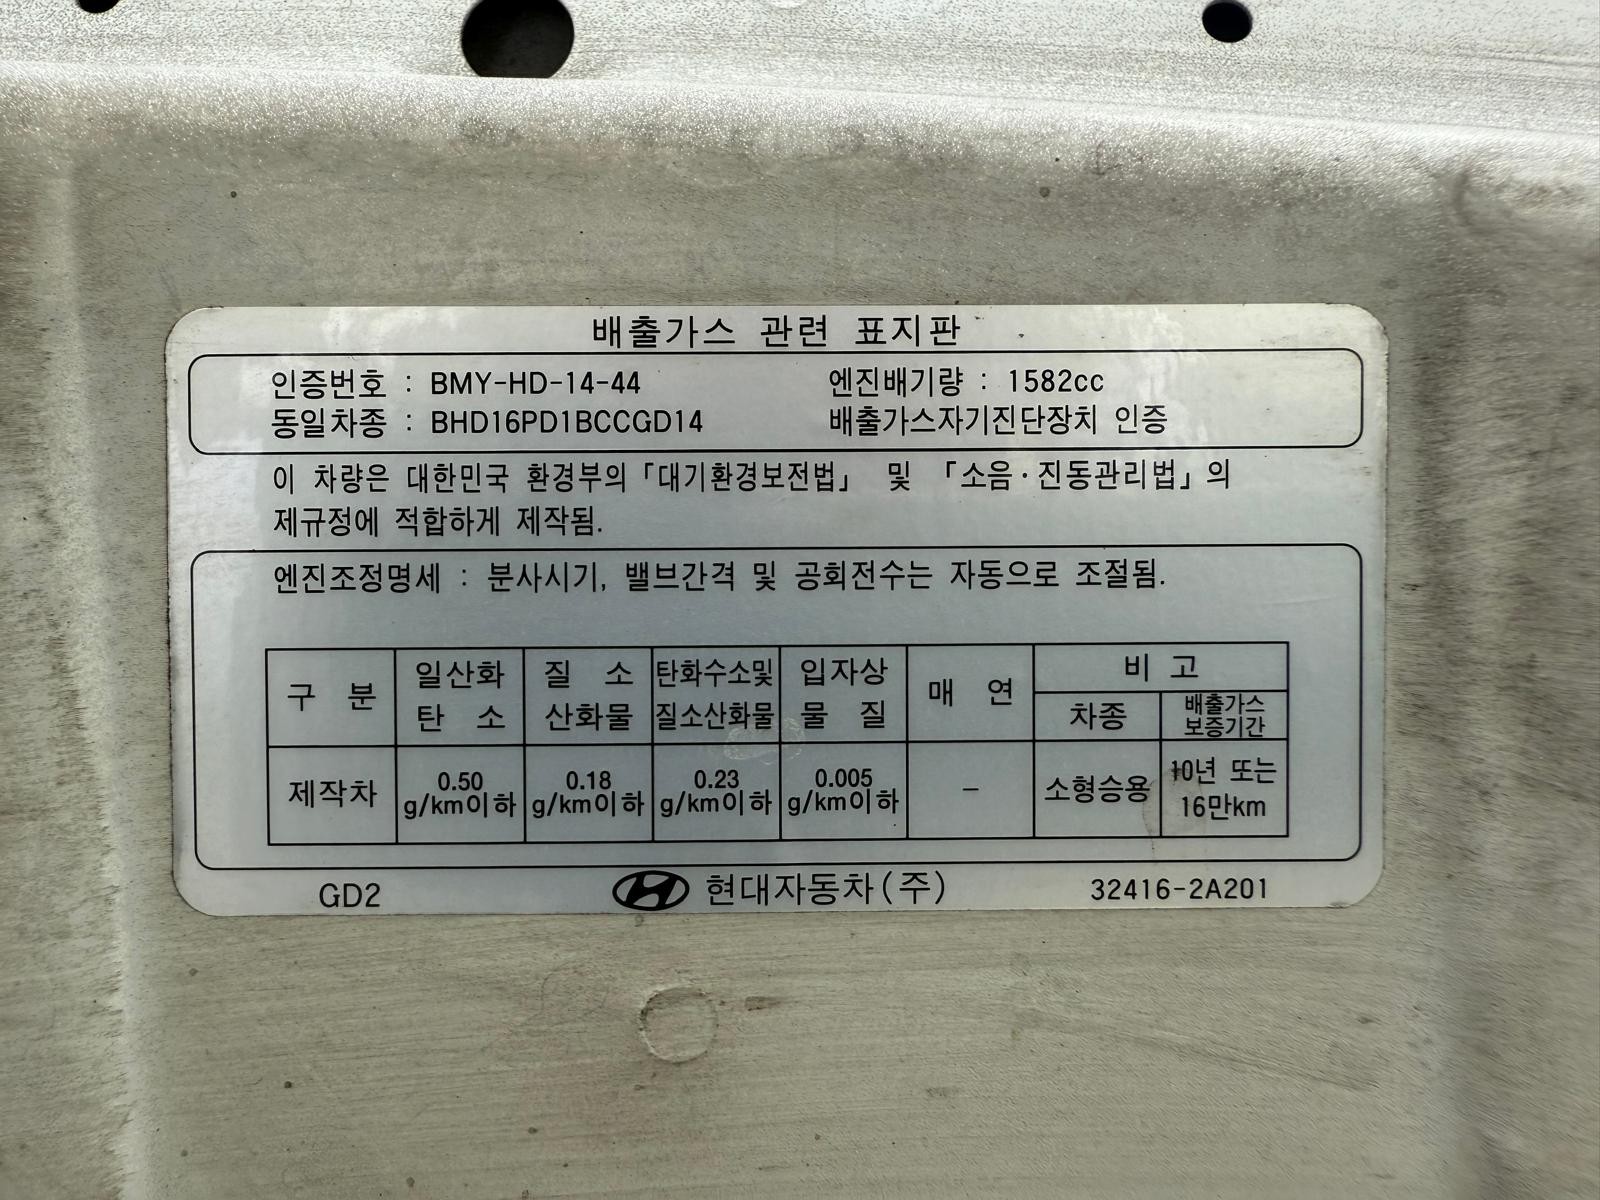 배출가스 관련 표지판
인증번호 : BMY-HD-14-44 엔진배기량 : 1582cc
동일차종 : BHD16PD1BCCGD14 배출가스자기진단장치 인증
이 차량은 대한민국 환경부의 「대기환경보전법」 및 「소음·진동관리법」의
제규정에 적합하게 제작됨.
엔진조정명세 : 분사시기, 밸브간격 및 공회전수는 자동으로 조절됨.
구 분 일산화 탄 소 질 소 산화물 탄화수소및 질소산화물 입자상 물 질 매 연 비 고
차종 배출가스 보증기간
제작차 0.50 g/km이하 0.18 g/km이하 0.23 g/km이하 0.005 g/km이하 - 소형승용 10년 또는 16만km
GD2 현대자동차(주) 32416-2A201